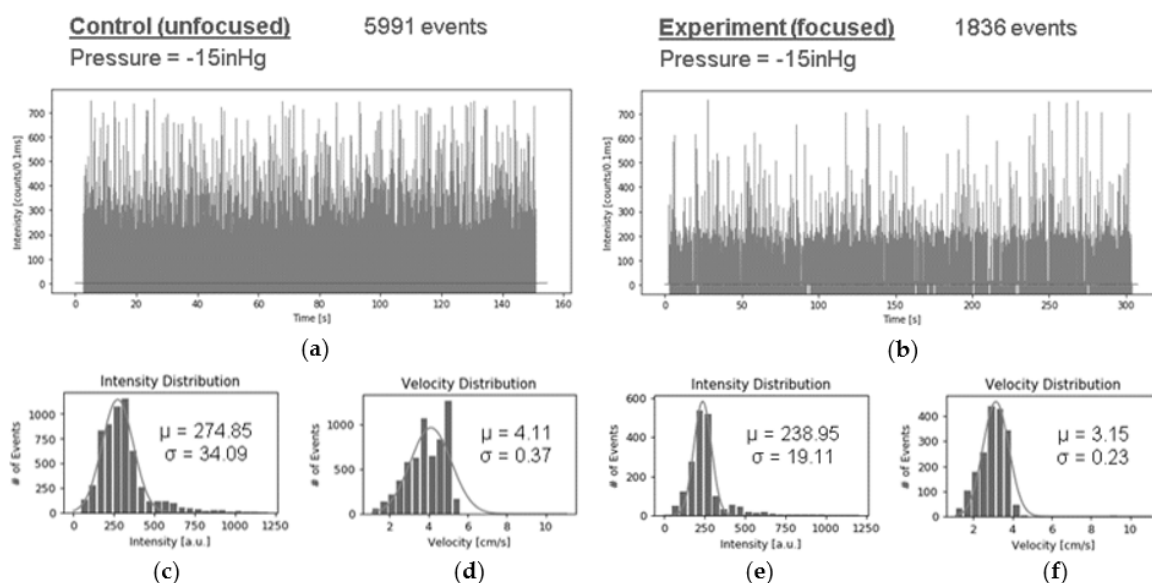 Control (unfocused) 5991 events
Pressure = -15inHg
Experiment (focused) 1836 events
Pressure = -15inHg
Intenisty [counts/0.1ms]
700
600
500
400
300
200
100
0
0 20 40 60 80 100 120 140 160
Time [s]
(a)
Intenisty [counts/0.1ms]
700
600
500
400
300
200
100
0
0 50 100 150 200 250 300
Time [s]
(b)
Intensity Distribution
# of Events
1000
750
500
250
0
μ = 274.85
σ = 34.09
0 250 500 750 1000 1250
Intensity [a.u.]
(c)
Velocity Distribution
# of Events
1000
500
0
μ = 4.11
σ = 0.37
2 4 6 8 10
Velocity [cm/s]
(d)
Intensity Distribution
# of Events
600
400
200
0
μ = 238.95
σ = 19.11
0 250 500 750 1000 1250
Intensity [a.u.]
(e)
Velocity Distribution
# of Events
400
300
200
100
0
μ = 3.15
σ = 0.23
2 4 6 8 10
Velocity [cm/s]
(f)